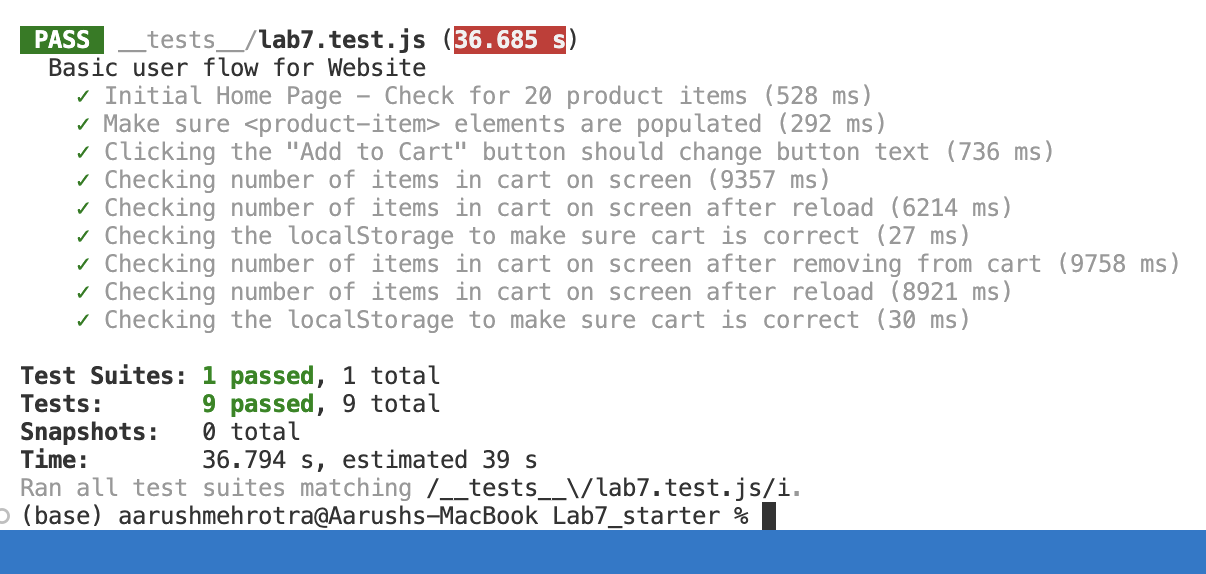 PASS __tests__/lab7.test.js (36.685 s)
Basic user flow for Website
✓ Initial Home Page – Check for 20 product items (528 ms)
✓ Make sure <product-item> elements are populated (292 ms)
✓ Clicking the "Add to Cart" button should change button text (736 ms)
✓ Checking number of items in cart on screen (9357 ms)
✓ Checking number of items in cart on screen after reload (6214 ms)
✓ Checking the localStorage to make sure cart is correct (27 ms)
✓ Checking number of items in cart on screen after removing from cart (9758 ms)
✓ Checking number of items in cart on screen after reload (8921 ms)
✓ Checking the localStorage to make sure cart is correct (30 ms)
Test Suites: 1 passed, 1 total
Tests: 9 passed, 9 total
Snapshots: 0 total
Time: 36.794 s, estimated 39 s
Ran all test suites matching /__tests__\/lab7.test.js/i.
(base) aarushmehrotra@Aarushs-MacBook Lab7_starter %